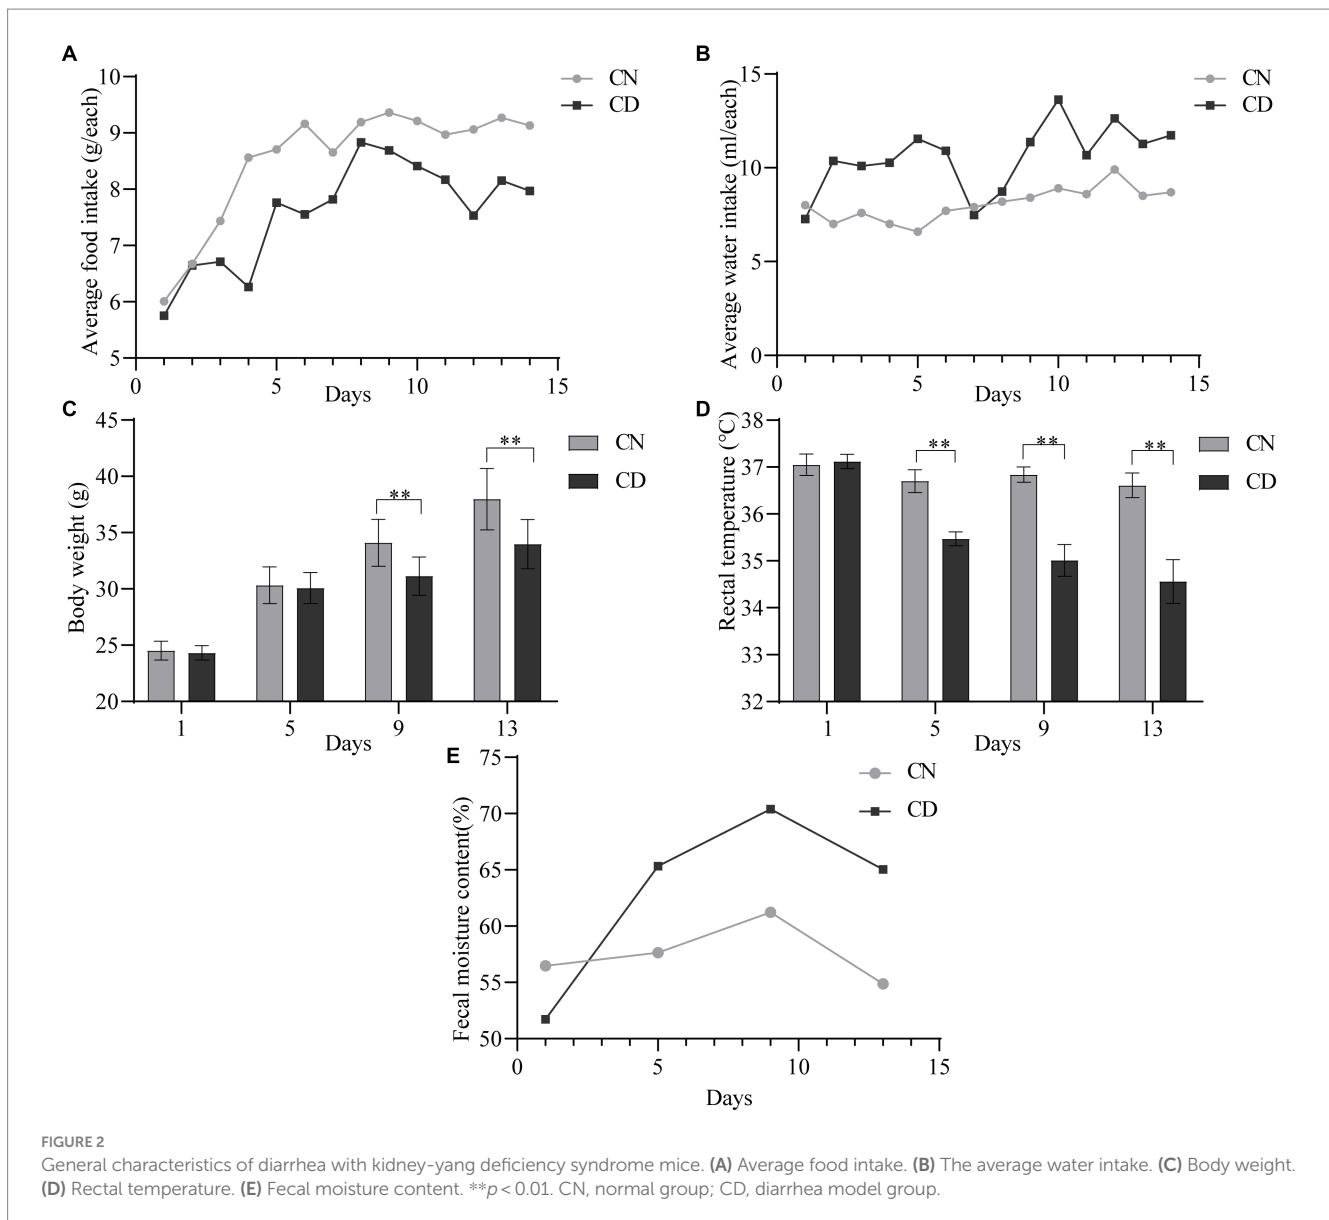 A
10
9
8
7
6
5
Average food intake (g/each)
0
5
10
15
Days
CN
CD
B
15
10
5
0
Average water intake (ml/each)
0
5
10
15
Days
CN
CD
C
45
40
35
30
25
20
Body weight (g)
**
**
1
5
9
13
Days
CN
CD
D
38
37
36
35
34
33
32
Rectal temperature (°C)
**
**
**
1
5
9
13
Days
CN
CD
E
75
70
65
60
55
50
Fecal moisture content(%)
0
5
10
15
Days
CN
CD
FIGURE 2
General characteristics of diarrhea with kidney-yang deficiency syndrome mice. (A) Average food intake. (B) The average water intake. (C) Body weight.
(D) Rectal temperature. (E) Fecal moisture content. **p < 0.01. CN, normal group; CD, diarrhea model group.